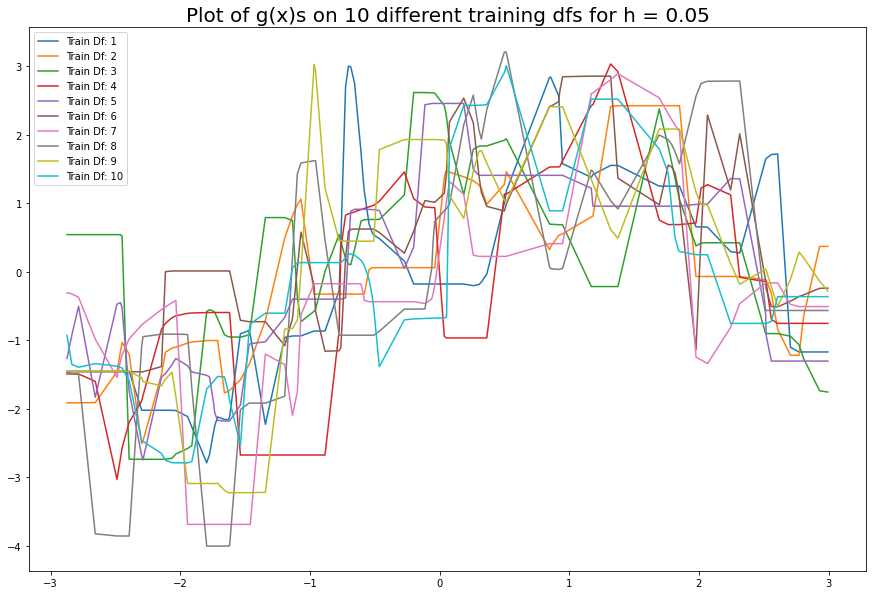 Plot of g(x)s on 10 different training dfs for h = 0.05
Train Df: 1
Train Df: 2
Train Df: 3
Train Df: 4
Train Df: 5
Train Df: 6
Train Df: 7
Train Df: 8
Train Df: 9
Train Df: 10
3
2
1
0
−1
−2
−3
−4
−3 −2 −1 0 1 2 3